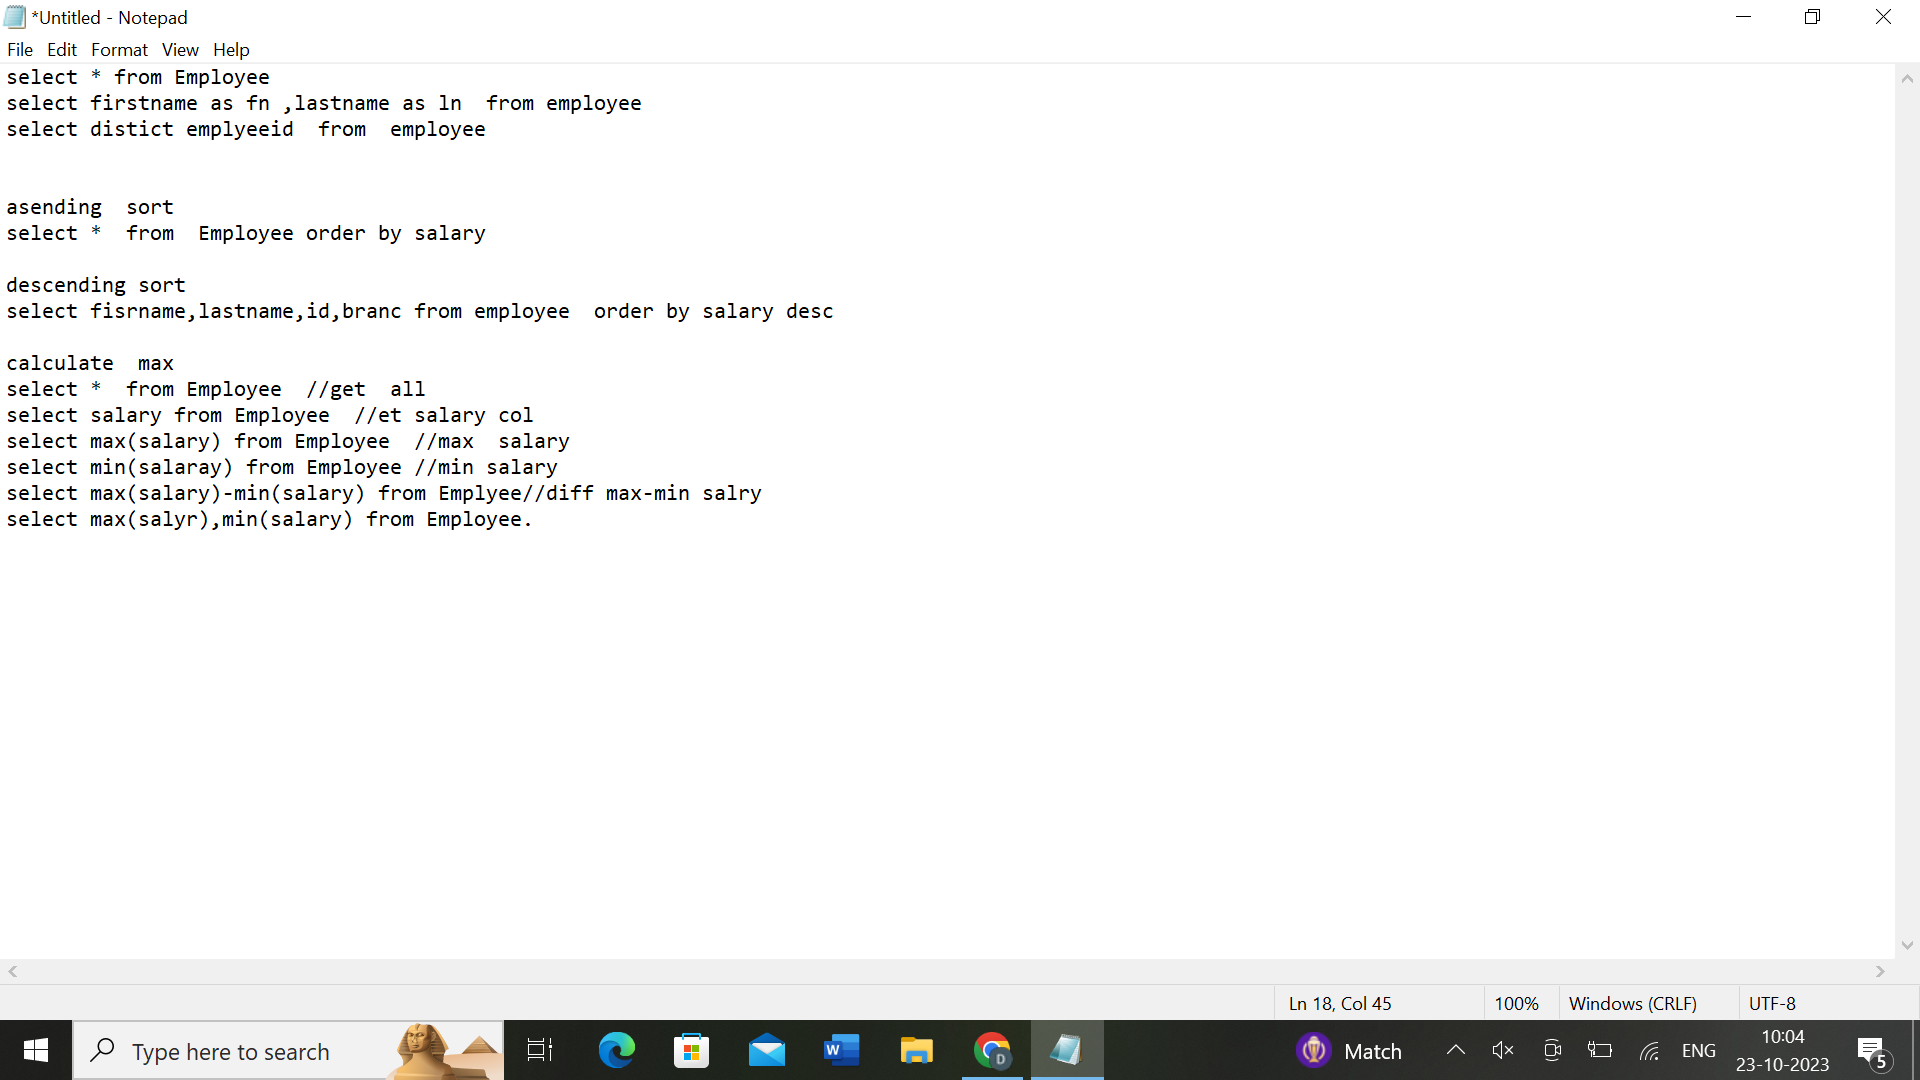 *Untitled - Notepad
File Edit Format View Help
select * from Employee
select firstname as fn ,lastname as ln  from employee
select distict emplyeeid  from  employee
asending  sort
select *  from  Employee order by salary
descending sort
select fisrname,lastname,id,branc from employee  order by salary desc
calculate  max
select *  from Employee  //get  all
select salary from Employee  //et salary col
select max(salary) from Employee  //max  salary
select min(salaray) from Employee //min salary
select max(salary)-min(salary) from Emplyee//diff max-min salry
select max(salyr),min(salary) from Employee.
Ln 18, Col 45 100% Windows (CRLF) UTF-8
Type here to search W D Match ENG 10:04
23-10-2023 5